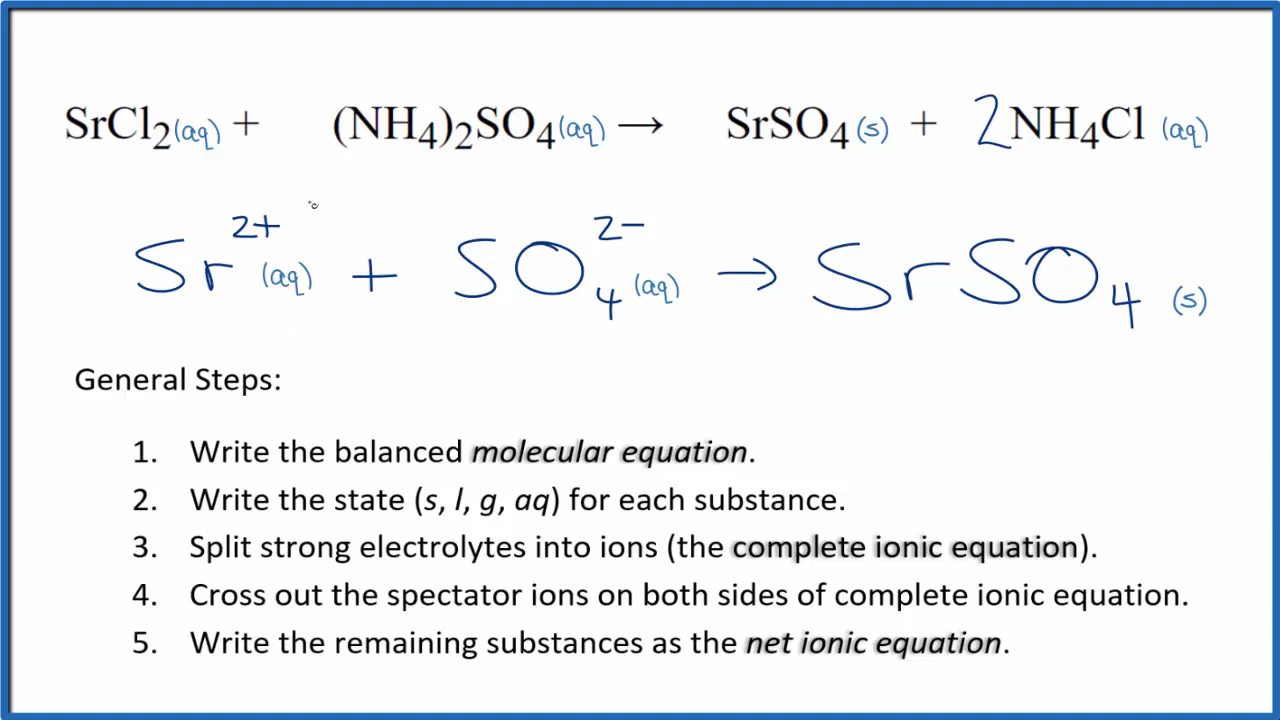 SrCl₂(aq) + (NH₄)₂SO₄(aq) → SrSO₄(s) + 2NH₄Cl (aq)
Sr²⁺(aq) + SO₄²⁻(aq) → SrSO₄ (s)
General Steps:
1. Write the balanced molecular equation.
2. Write the state (s, l, g, aq) for each substance.
3. Split strong electrolytes into ions (the complete ionic equation).
4. Cross out the spectator ions on both sides of complete ionic equation.
5. Write the remaining substances as the net ionic equation.